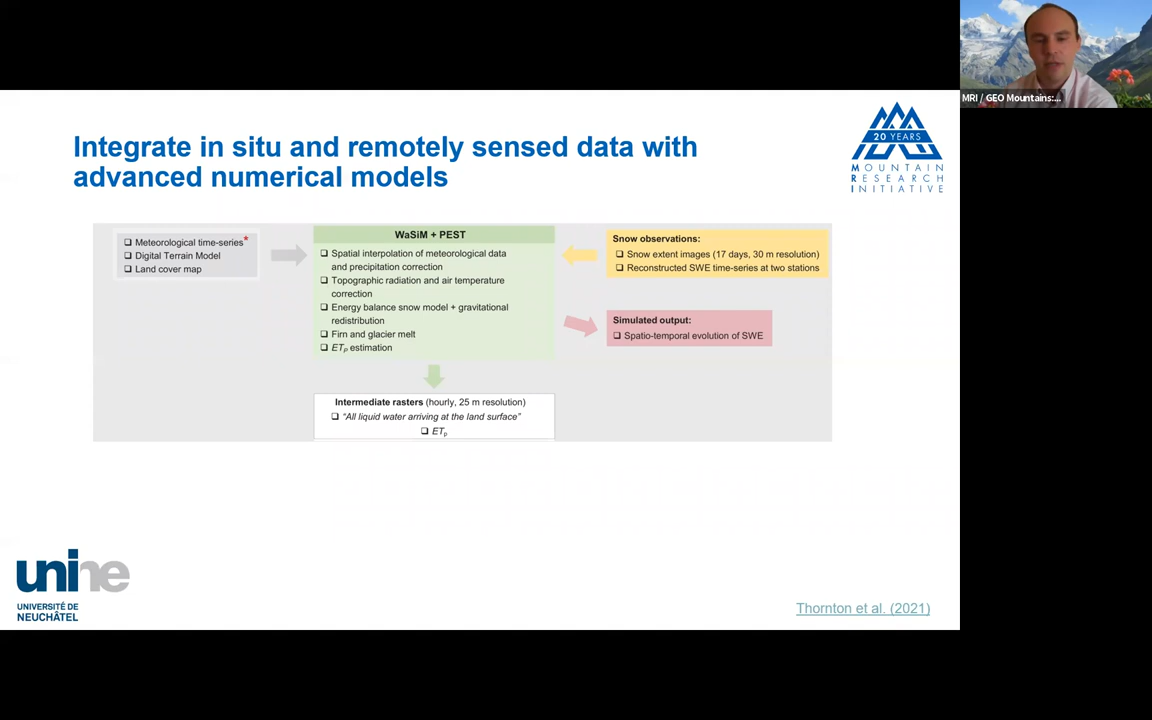 MRI / GEO Mountains:...
Integrate in situ and remotely sensed data with
advanced numerical models
20 YEARS
MOUNTAIN
RESEARCH
INITIATIVE
❑ Meteorological time-series*
❑ Digital Terrain Model
❑ Land cover map
WaSiM + PEST
❑ Spatial interpolation of meteorological data
and precipitation correction
❑ Topographic radiation and air temperature
correction
❑ Energy balance snow model + gravitational
redistribution
❑ Firn and glacier melt
❑ ETp estimation
Snow observations:
❑ Snow extent images (17 days, 30 m resolution)
❑ Reconstructed SWE time-series at two stations
Simulated output:
❑ Spatio-temporal evolution of SWE
Intermediate rasters (hourly, 25 m resolution)
❑ “All liquid water arriving at the land surface”
❑ ETp
unine
UNIVERSITÉ DE
NEUCHÂTEL
Thornton et al. (2021)